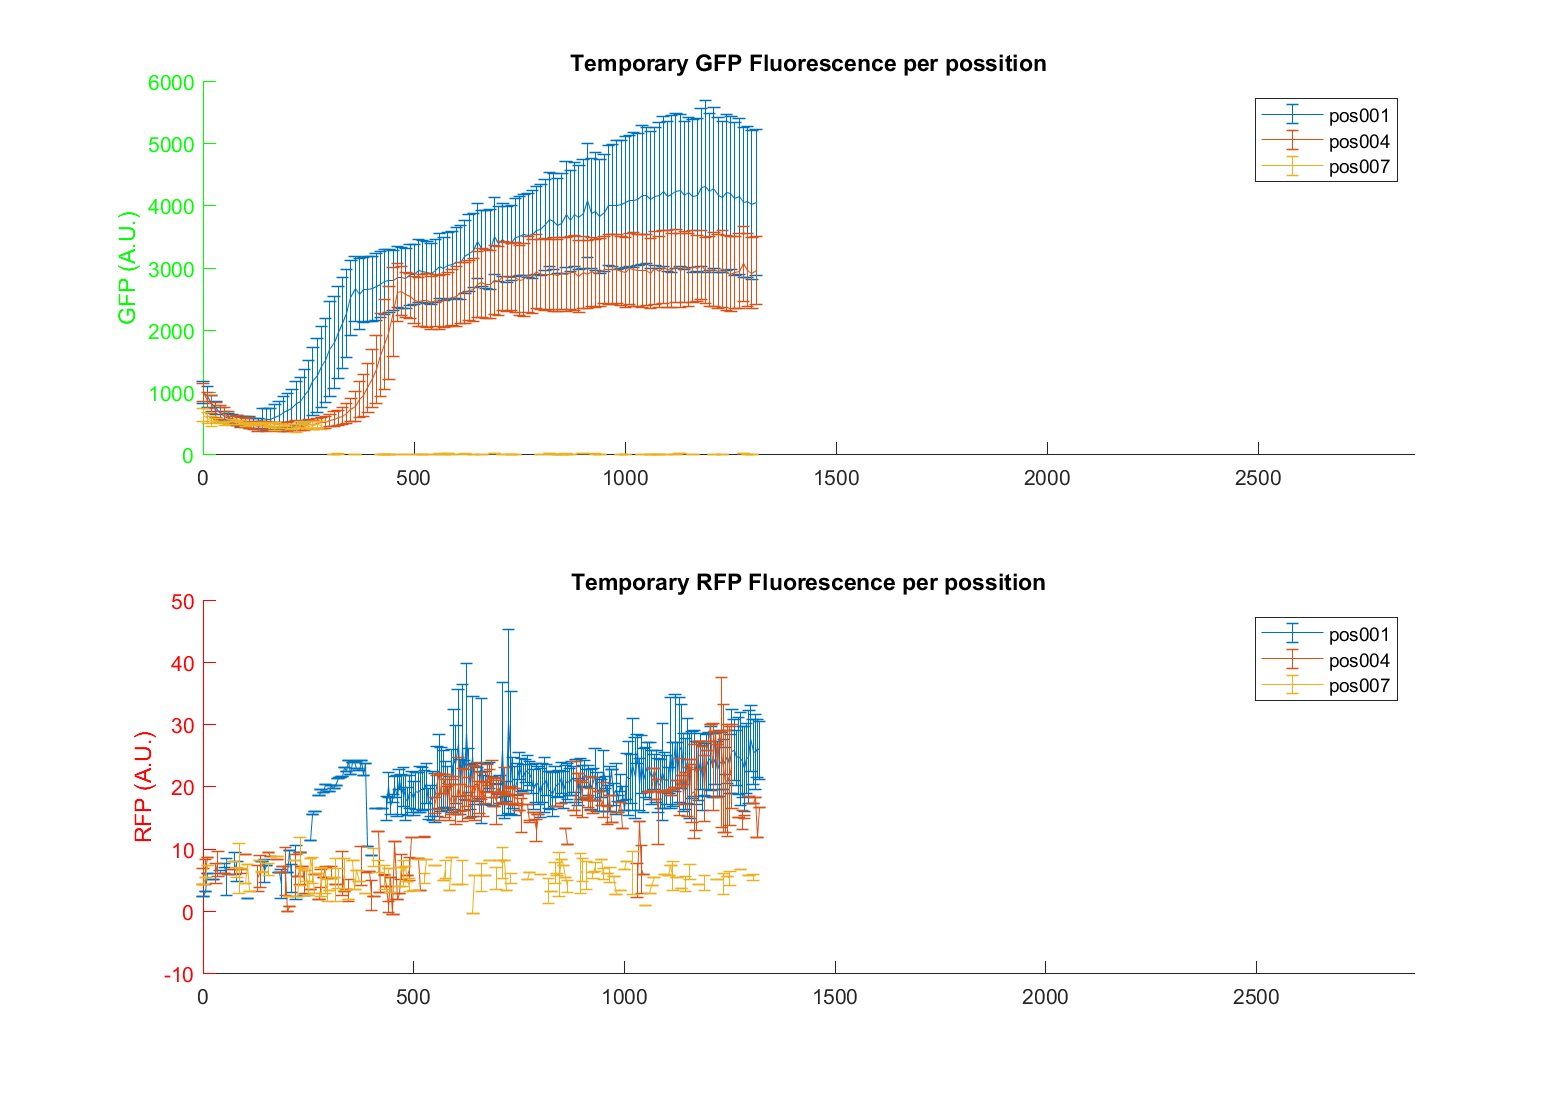 Temporary GFP Fluorescence per possition
6000
5000
4000
3000
2000
1000
0
GFP (A.U.)
0 500 1000 1500 2000 2500
pos001
pos004
pos007
Temporary RFP Fluorescence per possition
50
40
30
20
10
0
-10
RFP (A.U.)
0 500 1000 1500 2000 2500
pos001
pos004
pos007